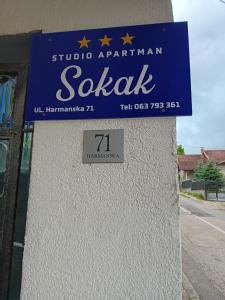 STUDIO APARTMAN
Sokak
UL. Harmanska 71
Tel: 063 793 361
71
HARMANSKA